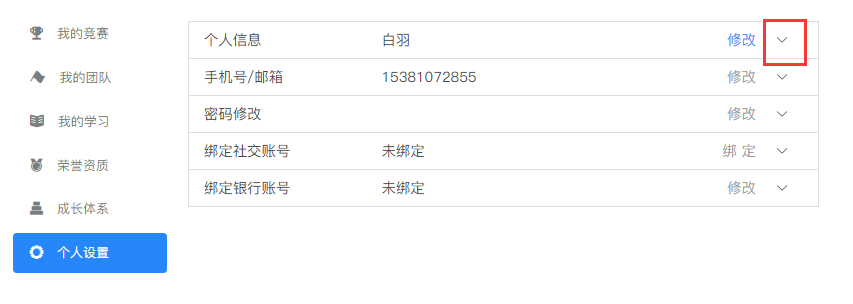 我的竞赛
我的团队
我的学习
荣誉资质
成长体系
个人设置
个人信息 白羽 修改
手机号/邮箱 15381072855 修改
密码修改 修改
绑定社交账号 未绑定 绑 定
绑定银行账号 未绑定 修改